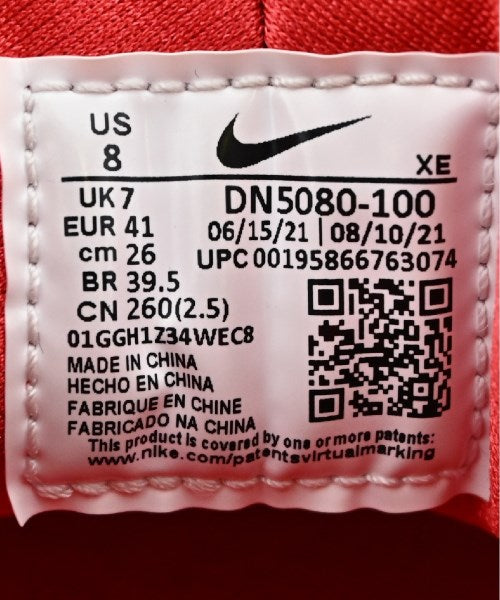 US
8
XE
UK 7
EUR 41
cm 26
BR 39.5
CN 260(2.5)
DN5080-100
06/15/21 | 08/10/21
UPC 00195866763074
01GGH1Z34WEC8
MADE IN CHINA
HECHO EN CHINA
FABRIQUE EN CHINE
FABRICADO NA CHINA
This product is covered by one or more patents:
www.nike.com/patentsvirtualmarking